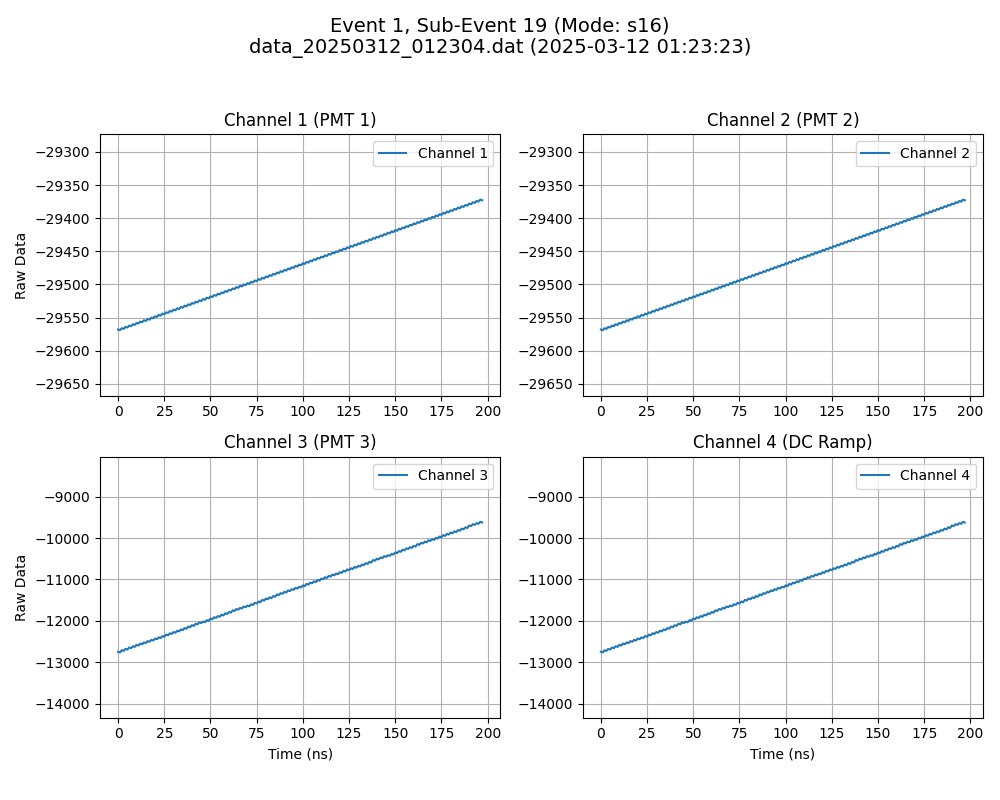 Event 1, Sub-Event 19 (Mode: s16)
data_20250312_012304.dat (2025-03-12 01:23:23)
Channel 1 (PMT 1)
Channel 1
−29300
−29350
−29400
−29450
−29500
−29550
−29600
−29650
Raw Data
0 25 50 75 100 125 150 175 200
Channel 2 (PMT 2)
Channel 2
−29300
−29350
−29400
−29450
−29500
−29550
−29600
−29650
0 25 50 75 100 125 150 175 200
Channel 3 (PMT 3)
Channel 3
−9000
−10000
−11000
−12000
−13000
−14000
Raw Data
0 25 50 75 100 125 150 175 200
Time (ns)
Channel 4 (DC Ramp)
Channel 4
−9000
−10000
−11000
−12000
−13000
−14000
0 25 50 75 100 125 150 175 200
Time (ns)